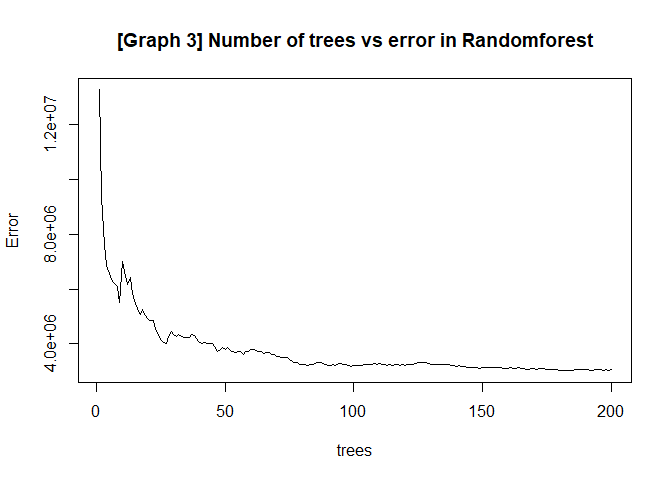 [Graph 3] Number of trees vs error in Randomforest
Error
1.2e+07
8.0e+06
4.0e+06
0 50 100 150 200
trees